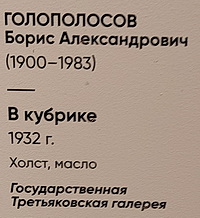 ГОЛОПОЛОСОВ
Борис Александрович
(1900–1983)
В кубрике
1932 г.
Холст, масло
Государственная
Третьяковская галерея